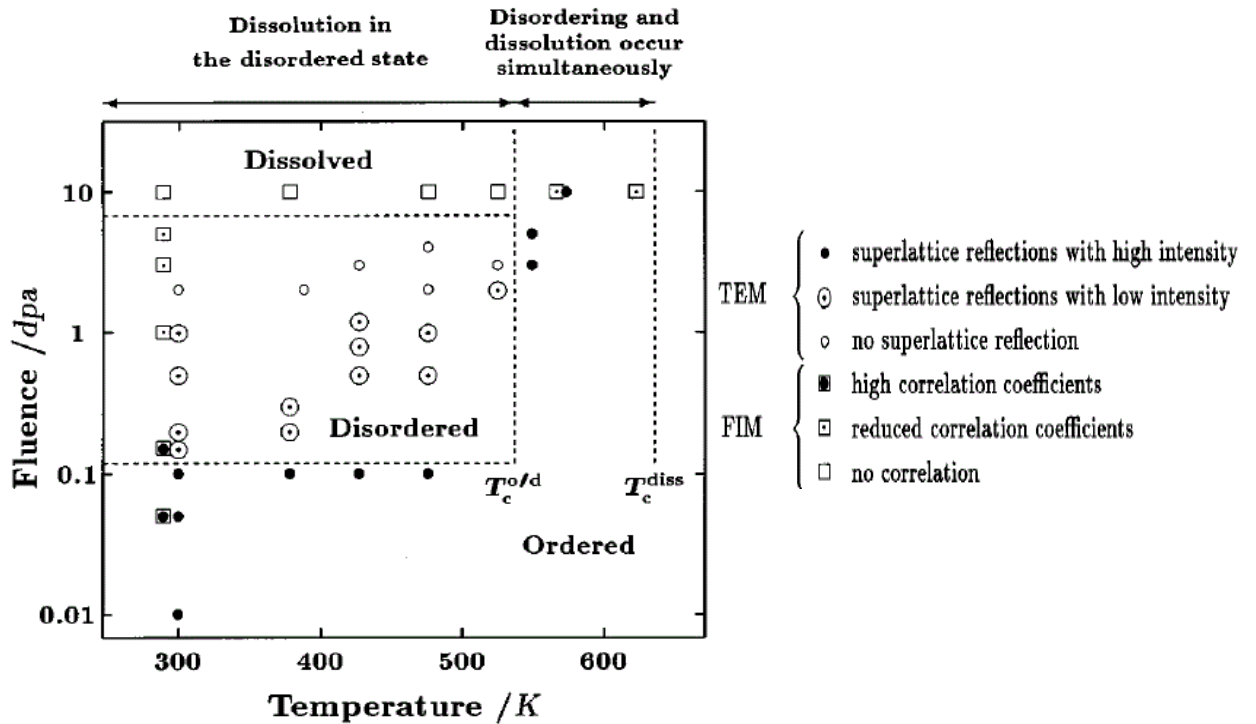 Dissolution in
the disordered state
Disordering and
dissolution occur
simultaneously
Dissolved
Disordered
Ordered
T_c^{o/d}
T_c^{diss}
10
1
0.1
0.01
Fluence /dpa
300
400
500
600
Temperature /K
TEM
superlattice reflections with high intensity
superlattice reflections with low intensity
no superlattice reflection
FIM
high correlation coefficients
reduced correlation coefficients
no correlation